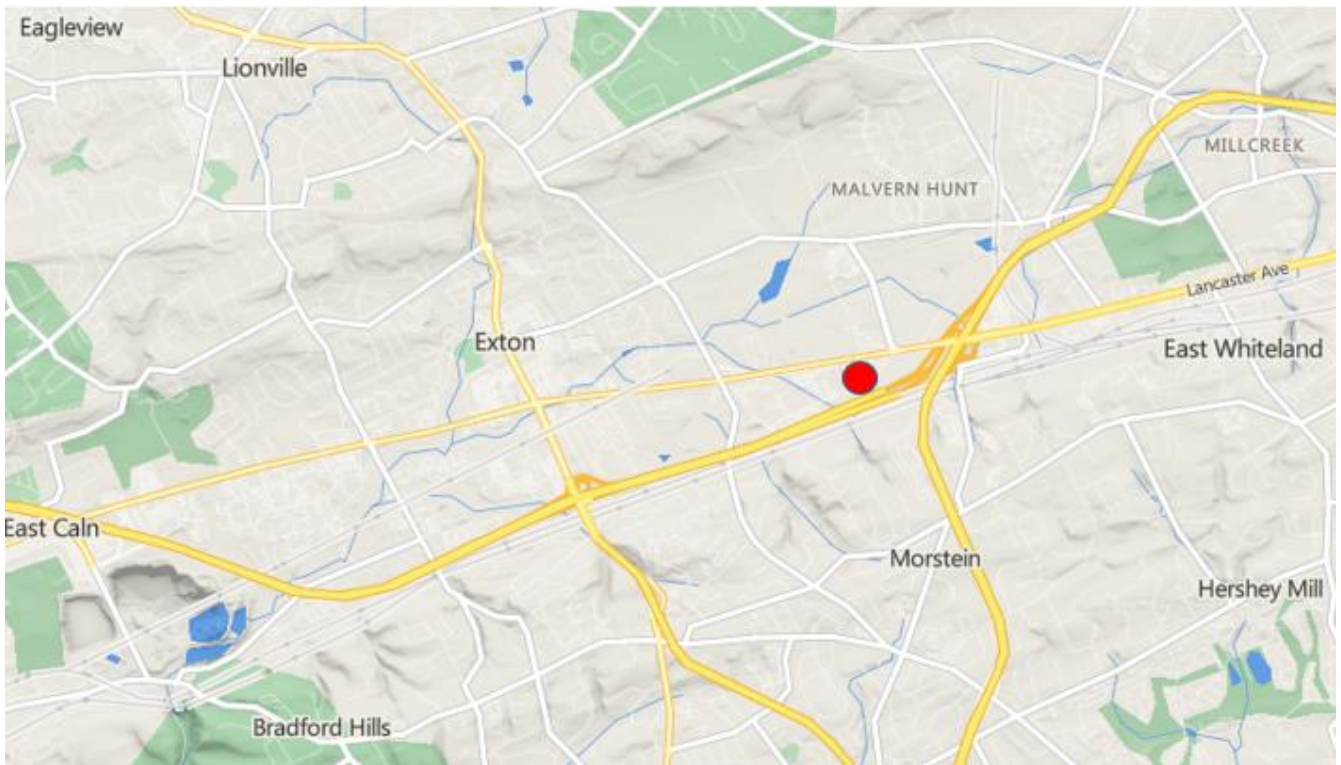 Eagleview
Lionville
MILLCREEK
MALVERN HUNT
Lancaster Ave
Exton
East Whiteland
East Caln
Morstein
Hershey Mill
Bradford Hills